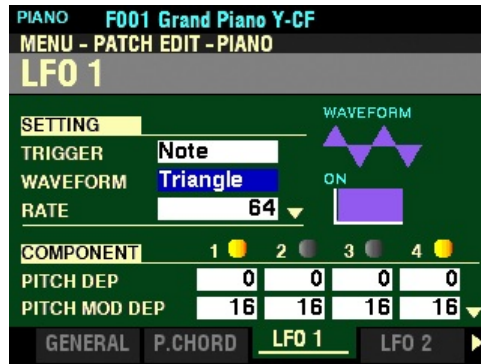 PIANO F001 Grand Piano Y-CF
MENU - PATCH EDIT - PIANO
LFO 1
WAVEFORM
SETTING
TRIGGER Note
WAVEFORM Triangle
ON
RATE 64
COMPONENT 1 2 3 4
PITCH DEP 0 0 0 0
PITCH MOD DEP 16 16 16 16
GENERAL P.CHORD LFO 1 LFO 2